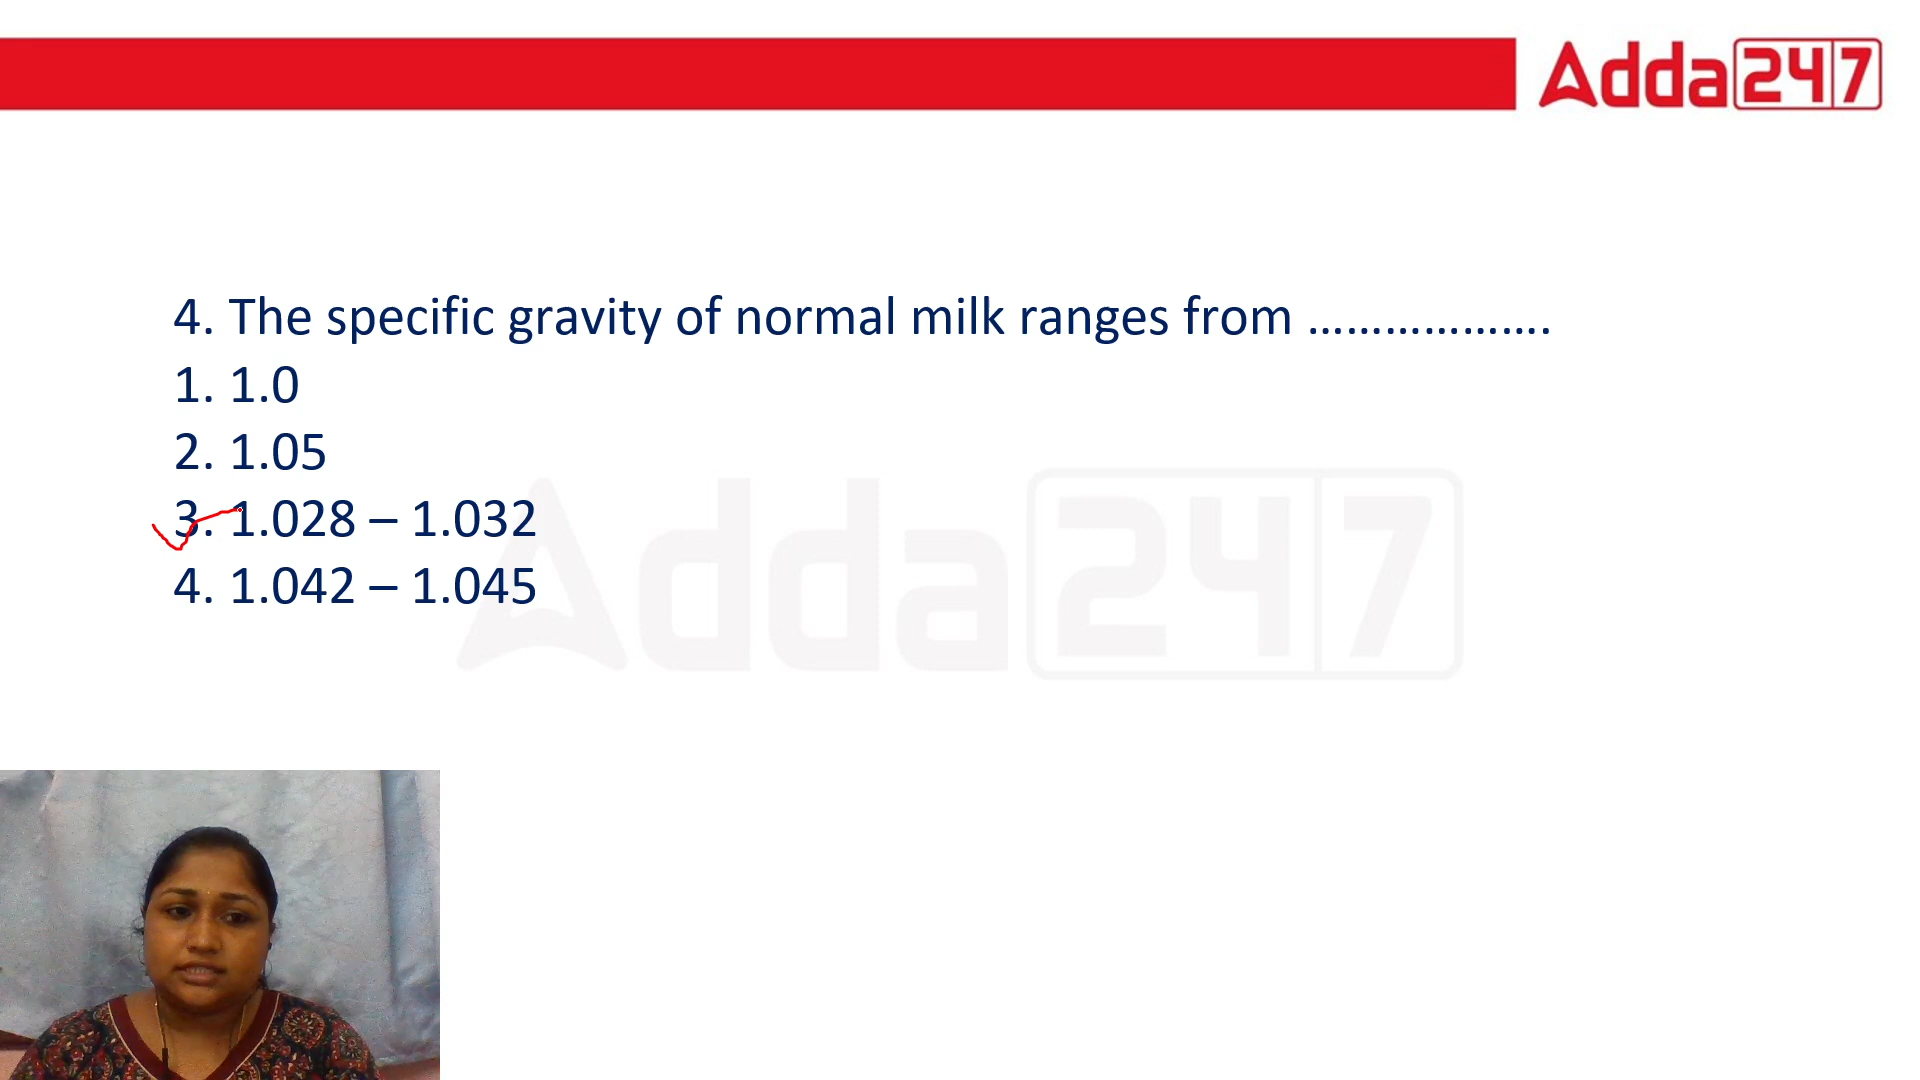 Adda247
4. The specific gravity of normal milk ranges from ……………….
1. 1.0
2. 1.05
3. 1.028 – 1.032
4. 1.042 – 1.045
Adda247